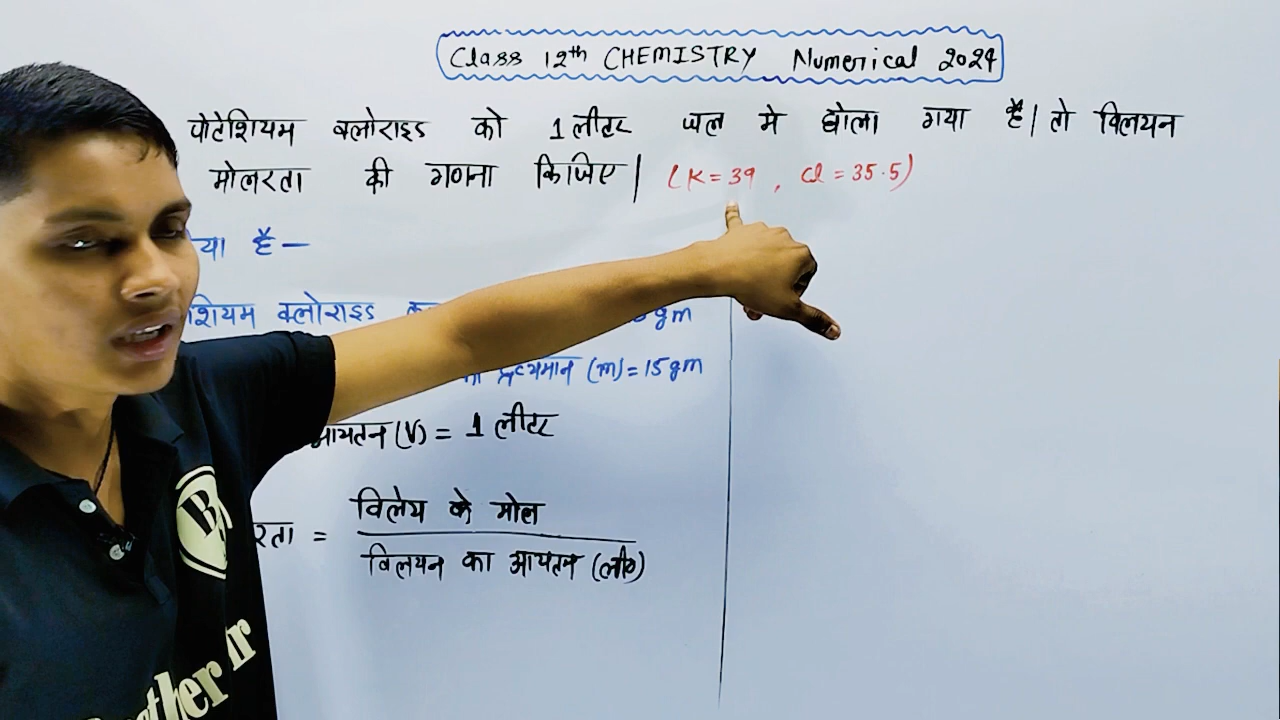 Class 12th CHEMISTRY Numerical 2024
पोटेशियम क्लोराइड को 1 लीटर जल मे घोला गया है। तो विलयन
मोलरता की गणना किजिए। (K = 39 , Cl = 35.5)
या है —
शियम क्लोराइड gm
द्रव्यमान (m) = 15 gm
आयतन (V) = 1 लीटर
रता = विलेय के मोल
विलयन का आयतन (ली०)